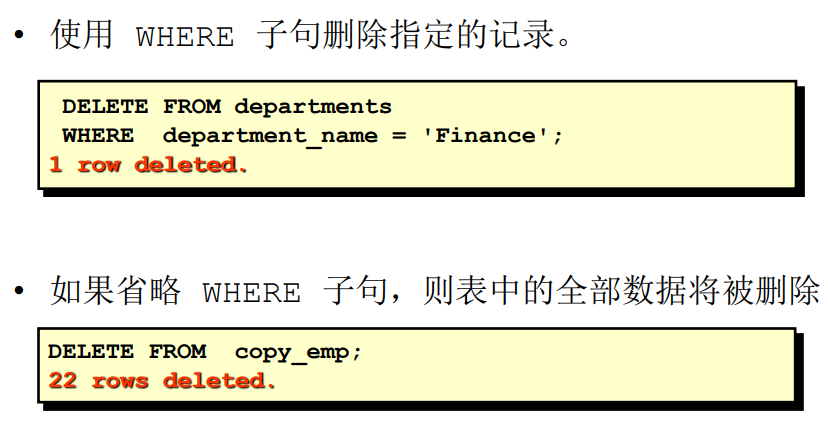 • 使用 WHERE 子句删除指定的记录。
DELETE FROM departments
WHERE department_name = 'Finance';
1 row deleted.
• 如果省略 WHERE 子句，则表中的全部数据将被删除
DELETE FROM copy_emp;
22 rows deleted.